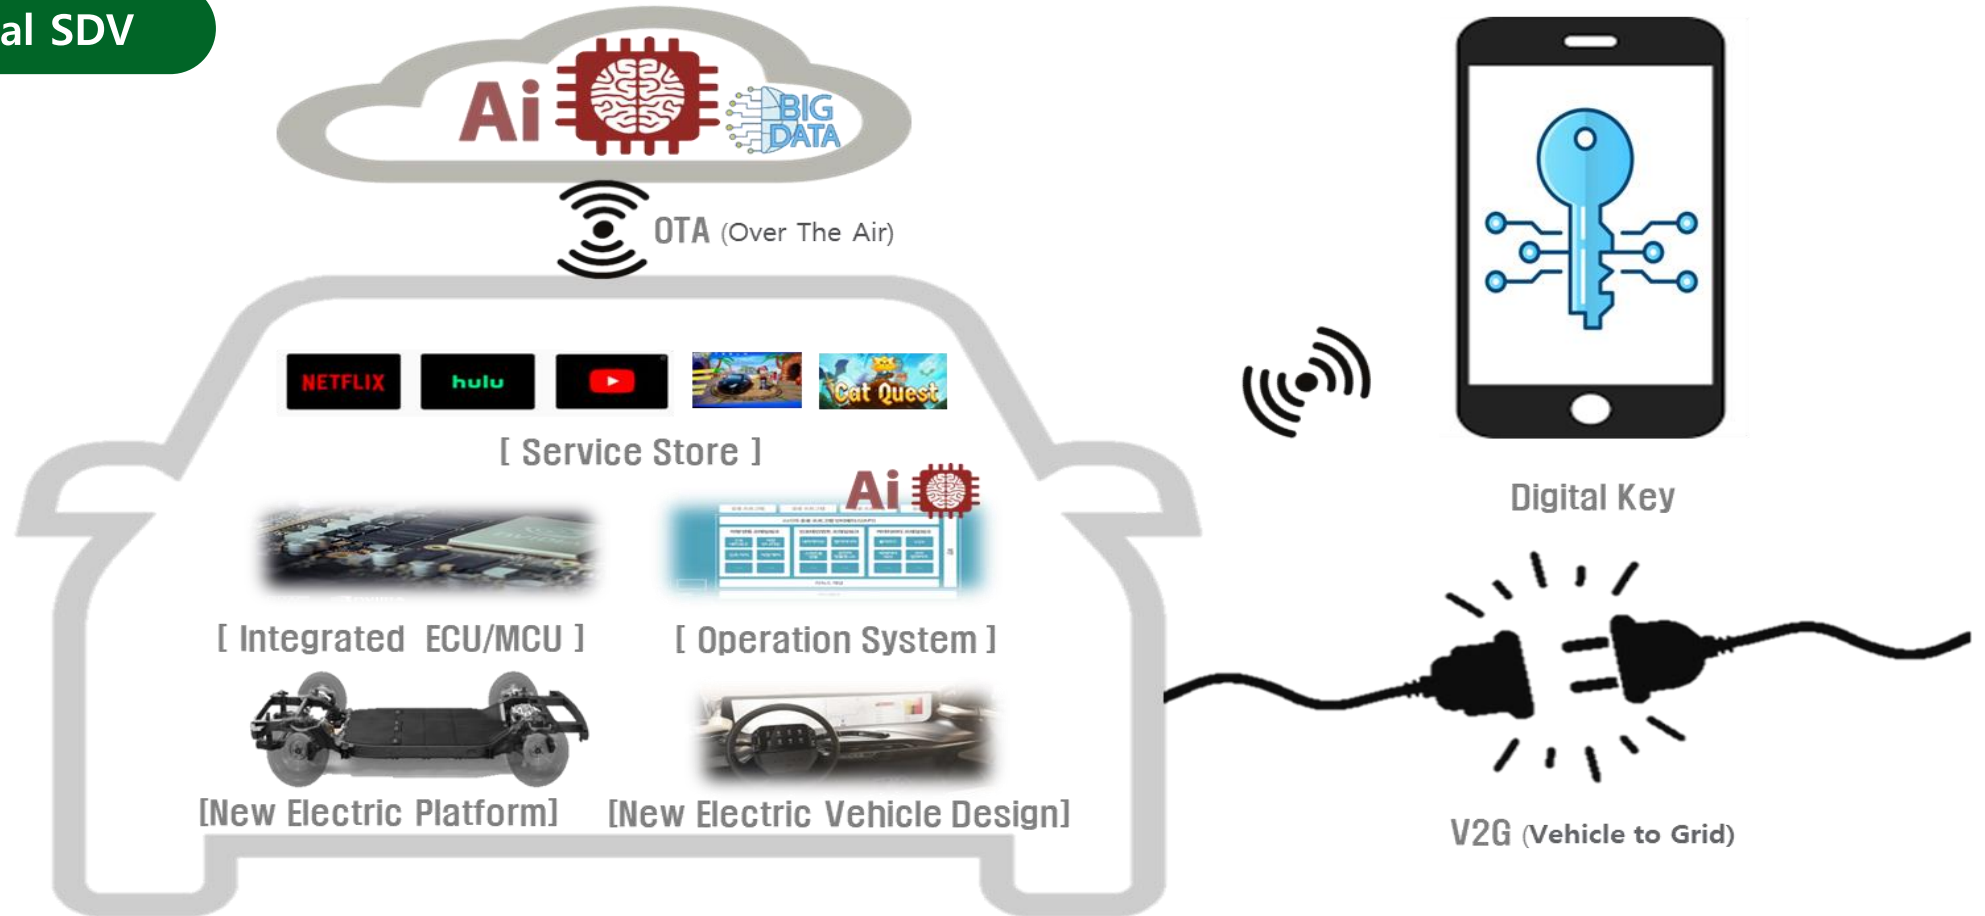 al SDV
Ai
BIG
DATA
OTA (Over The Air)
NETFLIX
hulu
Cat Quest
[ Service Store ]
Ai
[ Integrated ECU/MCU ]
[ Operation System ]
[New Electric Platform]
[New Electric Vehicle Design]
Digital Key
V2G (Vehicle to Grid)